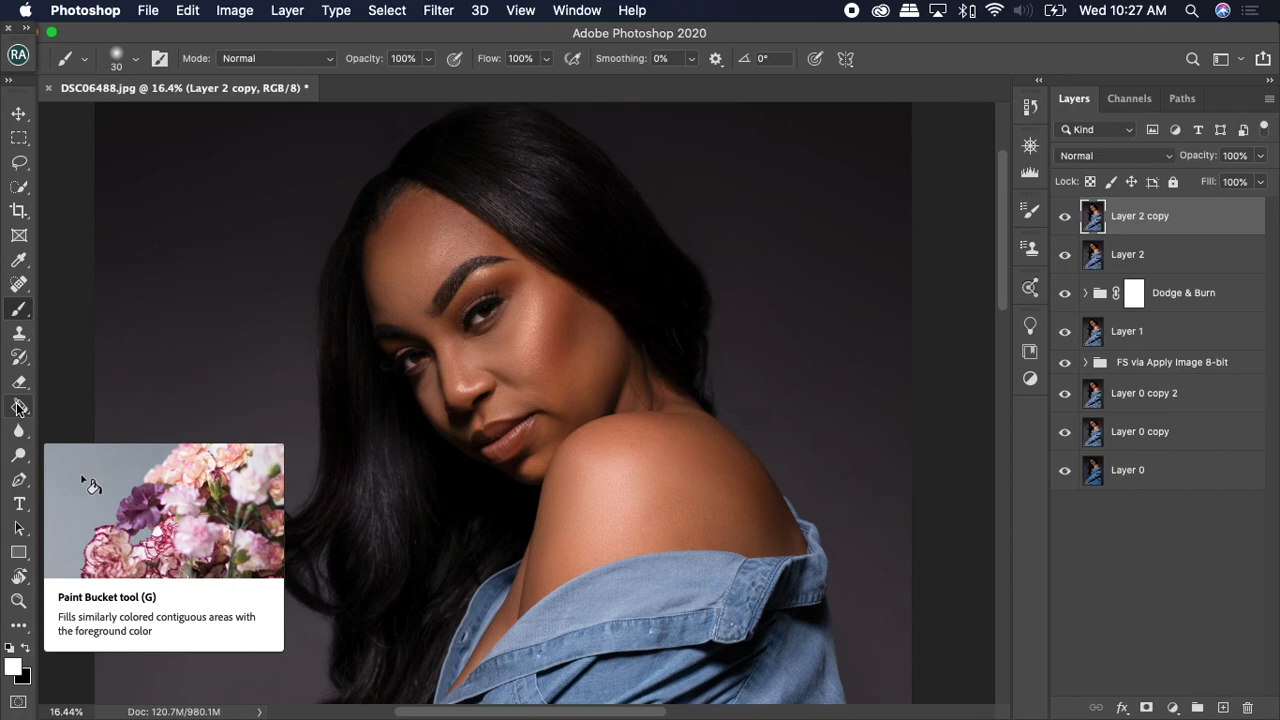 Photoshop File Edit Image Layer Type Select Filter 3D View Window Help Wed 10:27 AM
Adobe Photoshop 2020
RA 30 Mode: Normal Opacity: 100% Flow: 100% Smoothing: 0% 0°
DSC06488.jpg @ 16.4% (Layer 2 copy, RGB/8) *
Layers Channels Paths
Kind
Normal Opacity: 100%
Lock: Fill: 100%
Layer 2 copy
Layer 2
Dodge & Burn
Layer 1
FS via Apply Image 8-bit
Layer 0 copy 2
Layer 0 copy
Layer 0
Paint Bucket tool (G)
Fills similarly colored contiguous areas with
the foreground color
16.44% Doc: 120.7M/980.1M